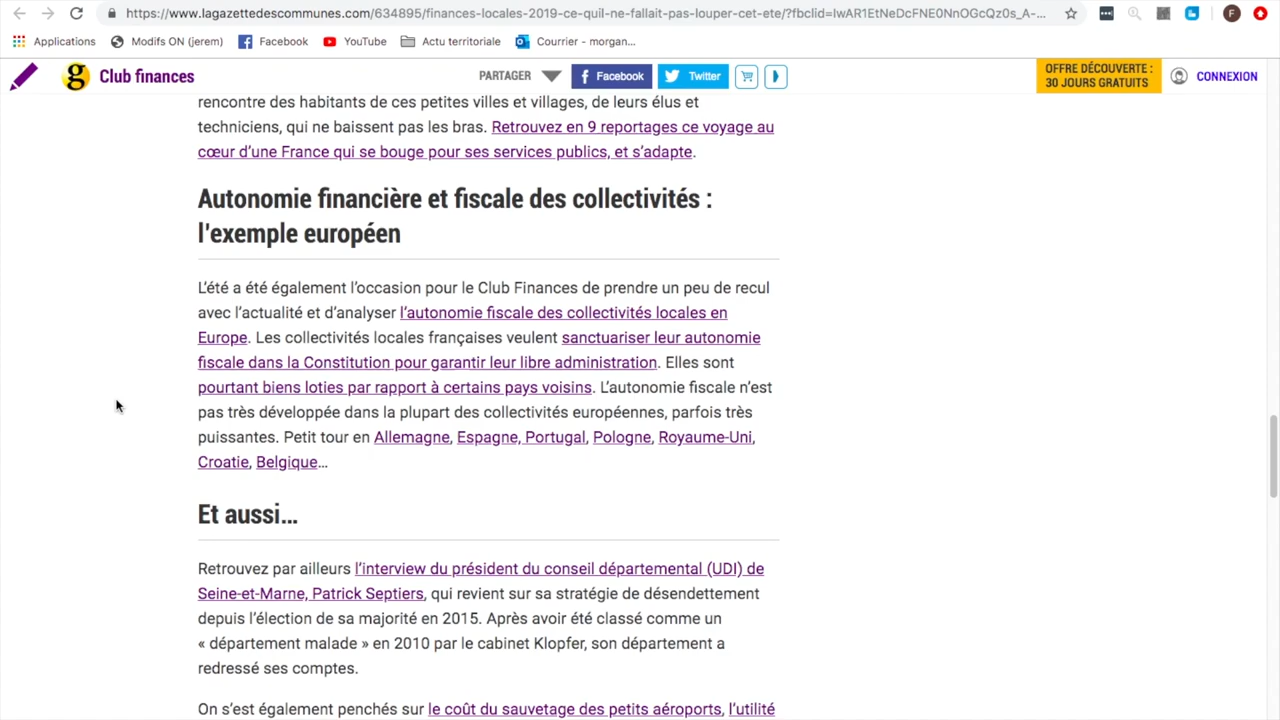 https://www.lagazettedescommunes.com/634895/finances-locales-2019-ce-quil-ne-fallait-pas-louper-cet-ete/?fbclid=IwAR1EtNeDcFNE0NnOGcQz0s_A-...
Applications Modifs ON (jerem) Facebook YouTube Actu territoriale Courrier - morgan... F
g Club finances PARTAGER Facebook Twitter OFFRE DÉCOUVERTE : 30 JOURS GRATUITS CONNEXION
rencontre des habitants de ces petites villes et villages, de leurs élus et
techniciens, qui ne baissent pas les bras. Retrouvez en 9 reportages ce voyage au
cœur d’une France qui se bouge pour ses services publics, et s’adapte.
Autonomie financière et fiscale des collectivités :
l’exemple européen
L’été a été également l’occasion pour le Club Finances de prendre un peu de recul
avec l’actualité et d’analyser l’autonomie fiscale des collectivités locales en
Europe. Les collectivités locales françaises veulent sanctuariser leur autonomie
fiscale dans la Constitution pour garantir leur libre administration. Elles sont
pourtant biens loties par rapport à certains pays voisins. L’autonomie fiscale n’est
pas très développée dans la plupart des collectivités européennes, parfois très
puissantes. Petit tour en Allemagne, Espagne, Portugal, Pologne, Royaume-Uni,
Croatie, Belgique…
Et aussi…
Retrouvez par ailleurs l’interview du président du conseil départemental (UDI) de
Seine-et-Marne, Patrick Septiers, qui revient sur sa stratégie de désendettement
depuis l’élection de sa majorité en 2015. Après avoir été classé comme un
« département malade » en 2010 par le cabinet Klopfer, son département a
redressé ses comptes.
On s’est également penchés sur le coût du sauvetage des petits aéroports, l’utilité